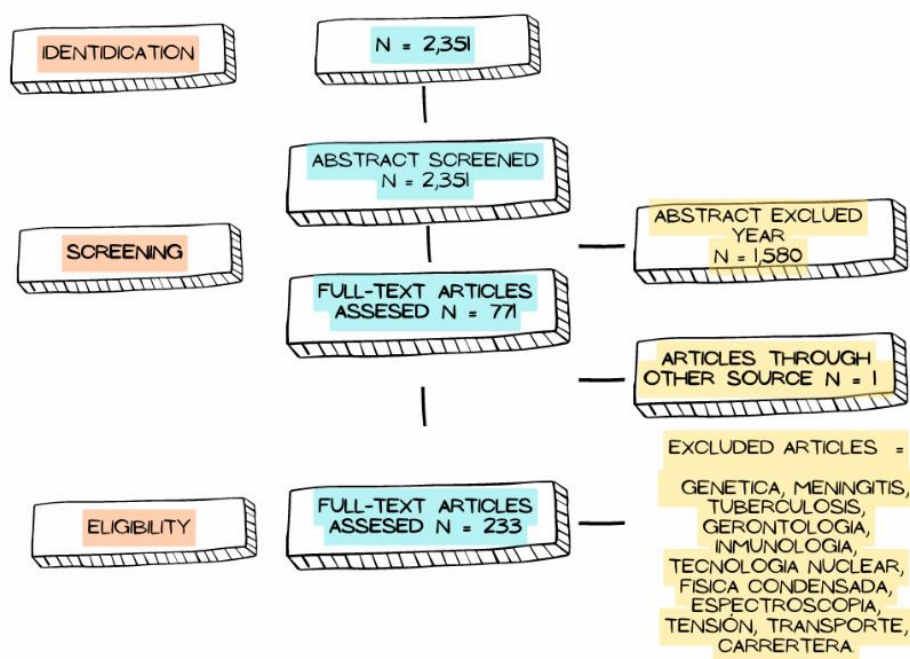 IDENTIDICATION
N = 2,351
ABSTRACT SCREENED
N = 2,351
SCREENING
ABSTRACT EXCLUED
YEAR
N = 1,580
FULL-TEXT ARTICLES
ASSESED N = 771
ARTICLES THROUGH
OTHER SOURCE N = 1
ELIGIBILITY
FULL-TEXT ARTICLES
ASSESED N = 233
EXCLUDED ARTICLES =
GENETICA, MENINGITIS,
TUBERCULOSIS,
GERONTOLOGIA,
INMUNOLOGIA,
TECNOLOGIA NUCLEAR,
FISICA CONDENSADA,
ESPECTROSCOPIA,
TENSIÓN, TRANSPORTE,
CARRERTERA.